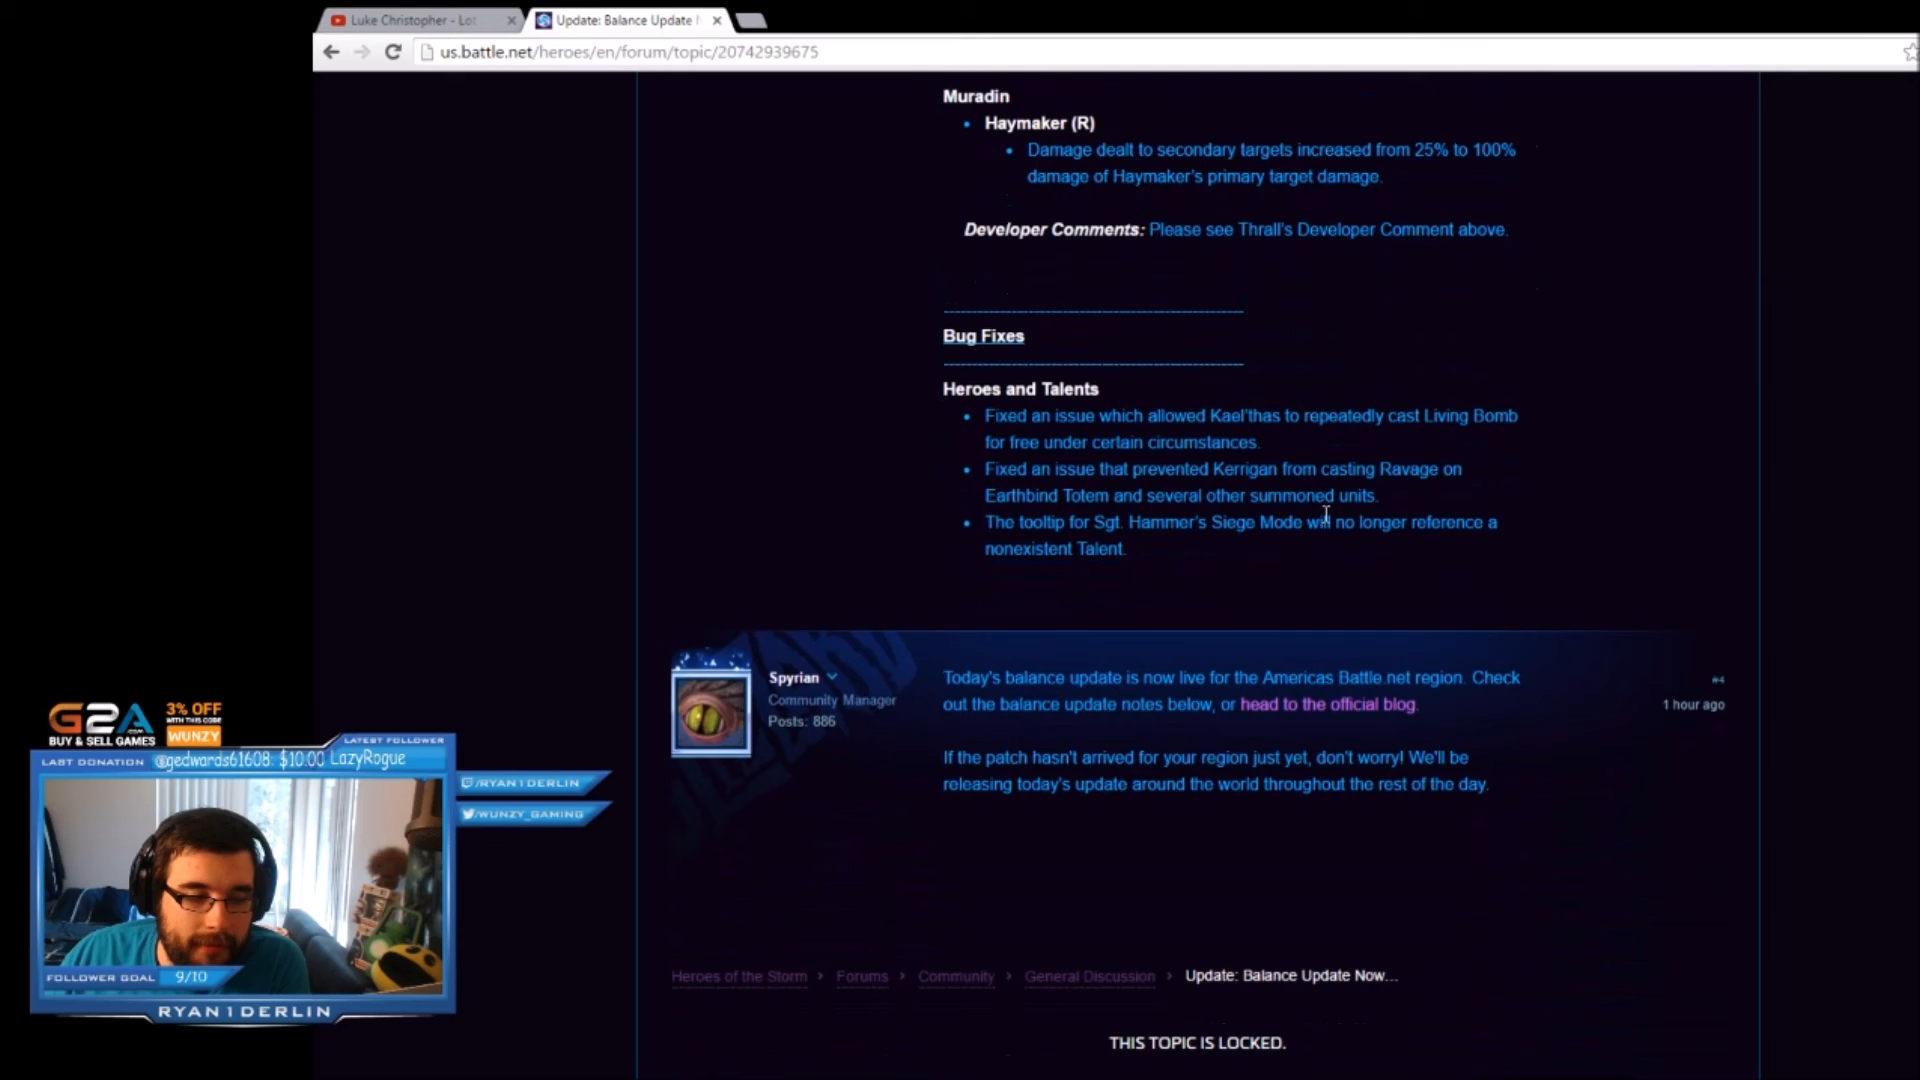 Luke Christopher - Lot
Update: Balance Update
us.battle.net/heroes/en/forum/topic/20742939675
Muradin
Haymaker (R)
Damage dealt to secondary targets increased from 25% to 100%
damage of Haymaker's primary target damage.
Developer Comments: Please see Thrall's Developer Comment above.
Bug Fixes
Heroes and Talents
Fixed an issue which allowed Kael'thas to repeatedly cast Living Bomb
for free under certain circumstances.
Fixed an issue that prevented Kerrigan from casting Ravage on
Earthbind Totem and several other summoned units.
The tooltip for Sgt. Hammer's Siege Mode will no longer reference a
nonexistent Talent.
Spyrian
Community Manager
Posts: 886
Today's balance update is now live for the Americas Battle.net region. Check
out the balance update notes below, or head to the official blog.
#4
1 hour ago
If the patch hasn't arrived for your region just yet, don't worry! We'll be
releasing today's update around the world throughout the rest of the day.
Heroes of the Storm > Forums > Community > General Discussion > Update: Balance Update Now...
THIS TOPIC IS LOCKED.
G2A.COM
BUY & SELL GAMES
3% OFF
WITH THIS CODE
WUNZY
LATEST FOLLOWER
LAST DONATION @gedwards61608: $10.00 LazyRogue
/RYAN1DERLIN
/WUNZY_GAMING
FOLLOWER GOAL 9/10
RYAN1DERLIN